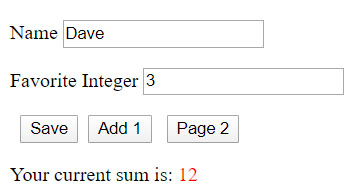 Name Dave
Favorite Integer 3
Save Add 1 Page 2
Your current sum is: 12